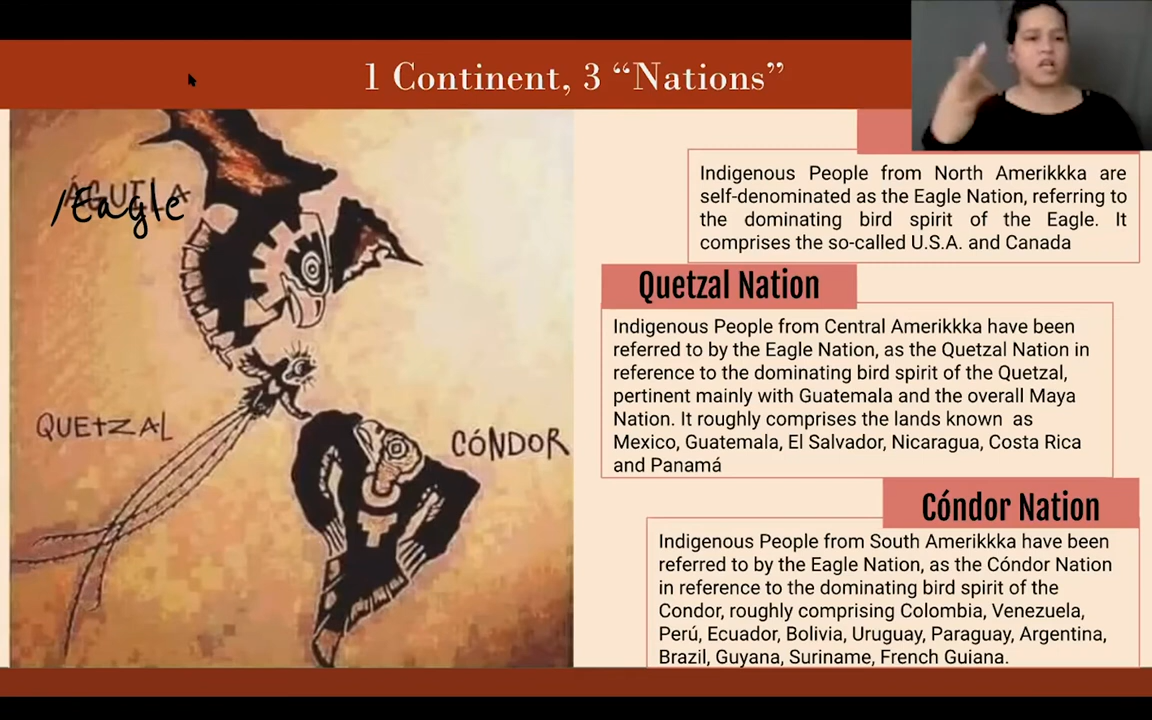 1 Continent, 3 “Nations”
ÁGUILA
/Eagle
QUETZAL
CÓNDOR
Indigenous People from North Amerikkka are
self-denominated as the Eagle Nation, referring to
the dominating bird spirit of the Eagle. It
comprises the so-called U.S.A. and Canada
Quetzal Nation
Indigenous People from Central Amerikkka have been
referred to by the Eagle Nation, as the Quetzal Nation in
reference to the dominating bird spirit of the Quetzal,
pertinent mainly with Guatemala and the overall Maya
Nation. It roughly comprises the lands known as
Mexico, Guatemala, El Salvador, Nicaragua, Costa Rica
and Panamá
Cóndor Nation
Indigenous People from South Amerikkka have been
referred to by the Eagle Nation, as the Cóndor Nation
in reference to the dominating bird spirit of the
Condor, roughly comprising Colombia, Venezuela,
Perú, Ecuador, Bolivia, Uruguay, Paraguay, Argentina,
Brazil, Guyana, Suriname, French Guiana.